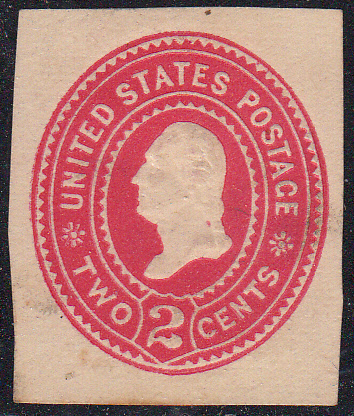 UNITED STATES POSTAGE
TWO 2 CENTS